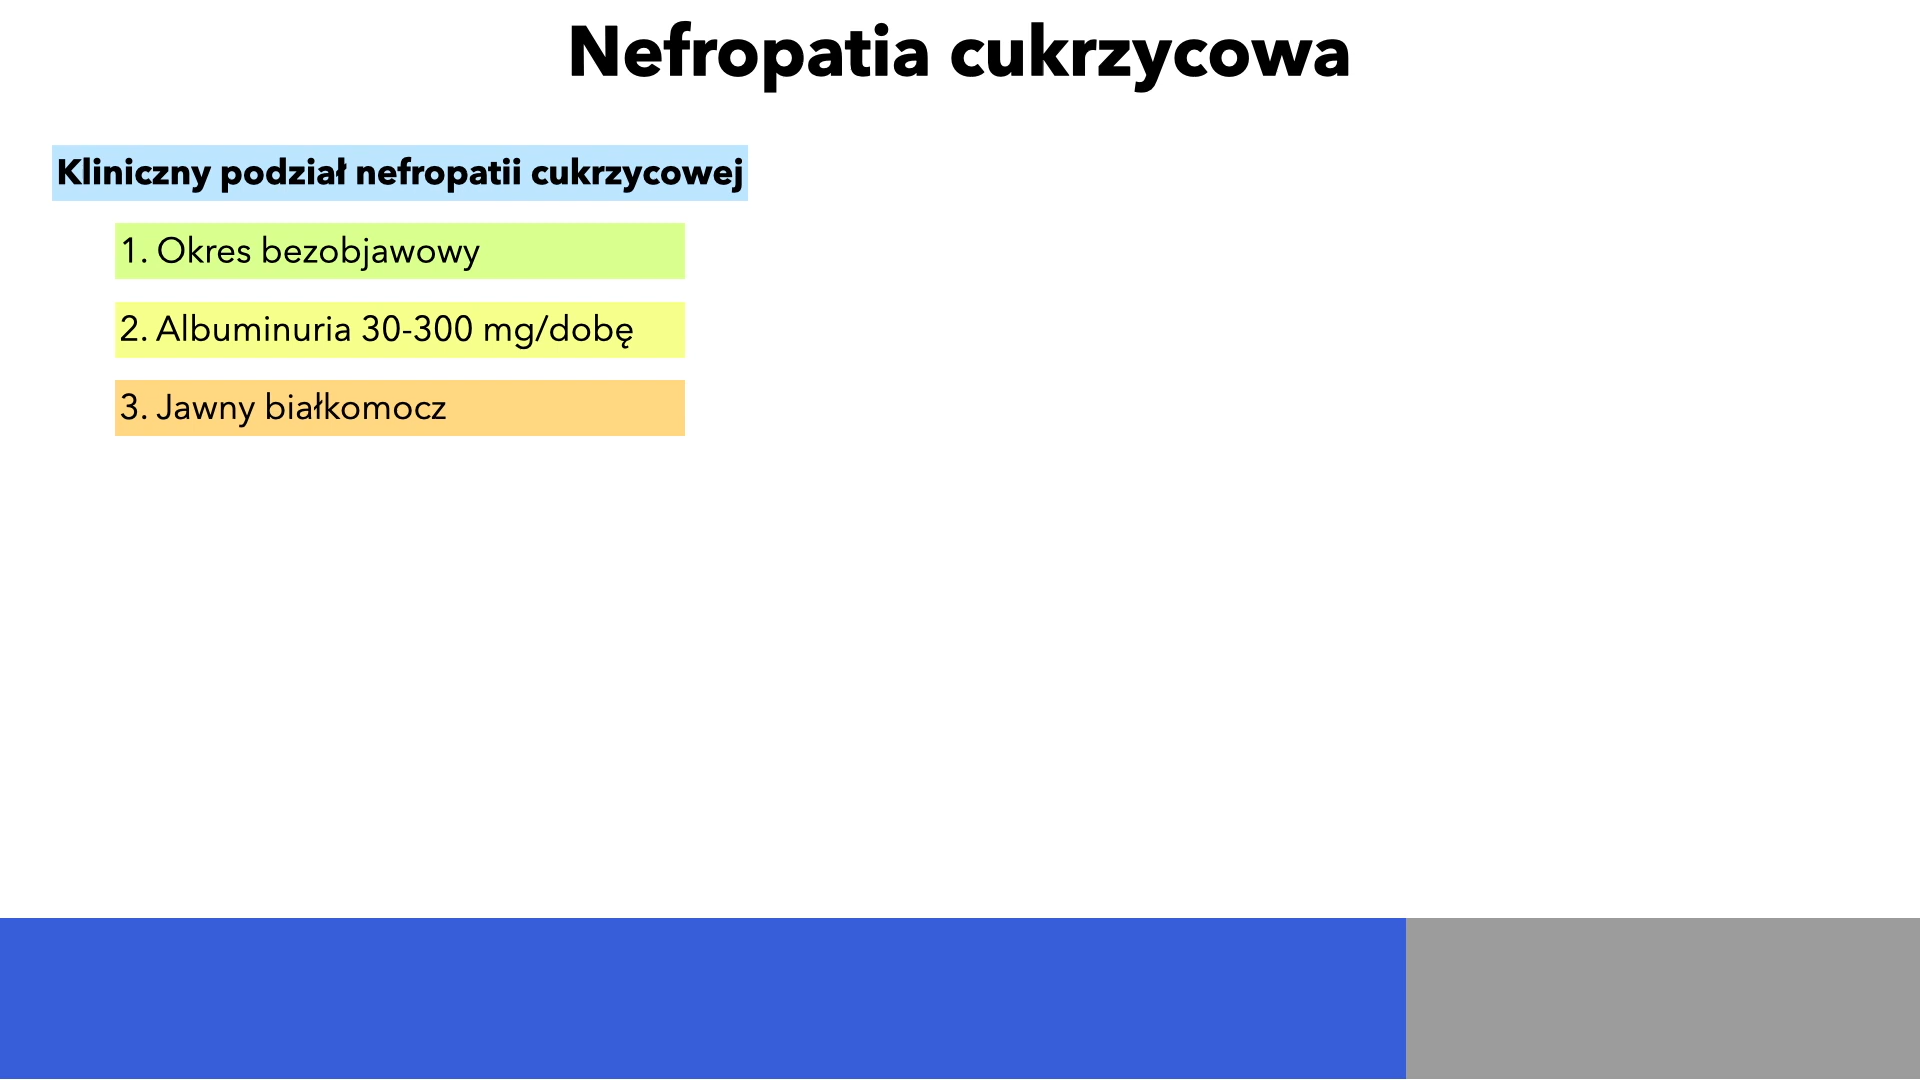 Nefropatia cukrzycowa
Kliniczny podział nefropatii cukrzycowej
1. Okres bezobjawowy
2. Albuminuria 30-300 mg/dobę
3. Jawny białkomocz